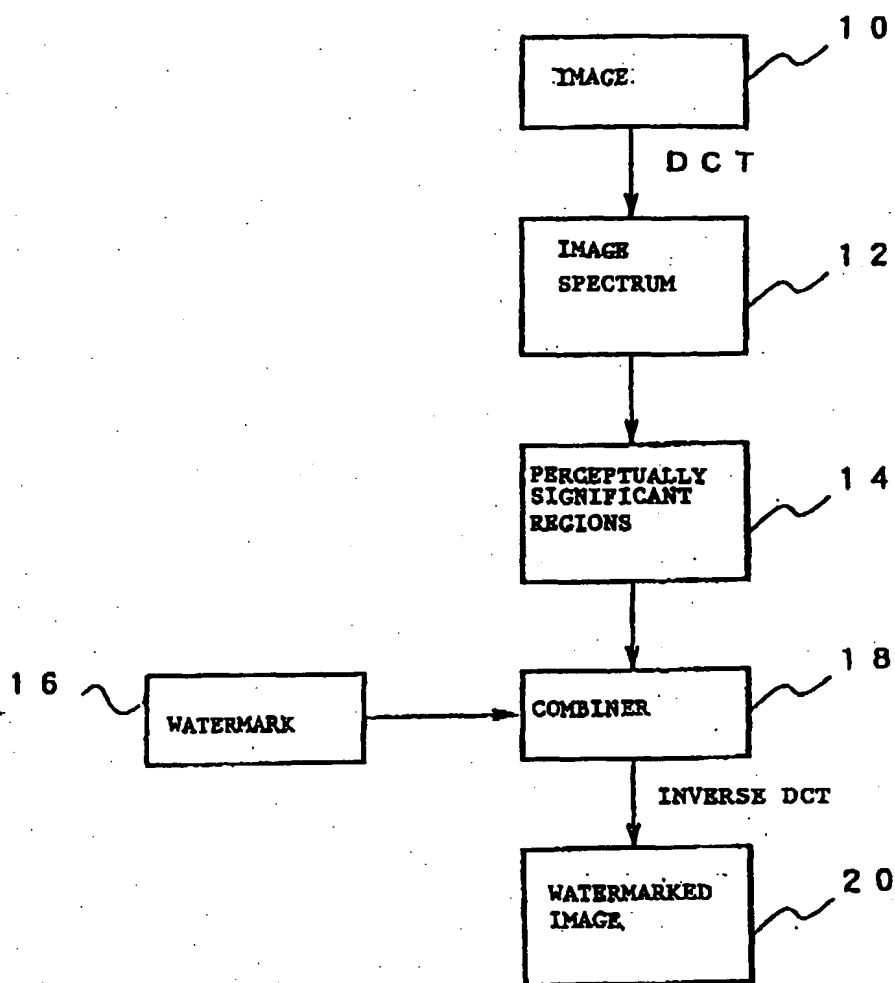 10
IMAGE
DCT
IMAGE
SPECTRUM
12
PERCEPTUALLY
SIGNIFICANT
REGIONS
14
16
WATERMARK
COMBINER
18
INVERSE DCT
WATERMARKED
IMAGE
20